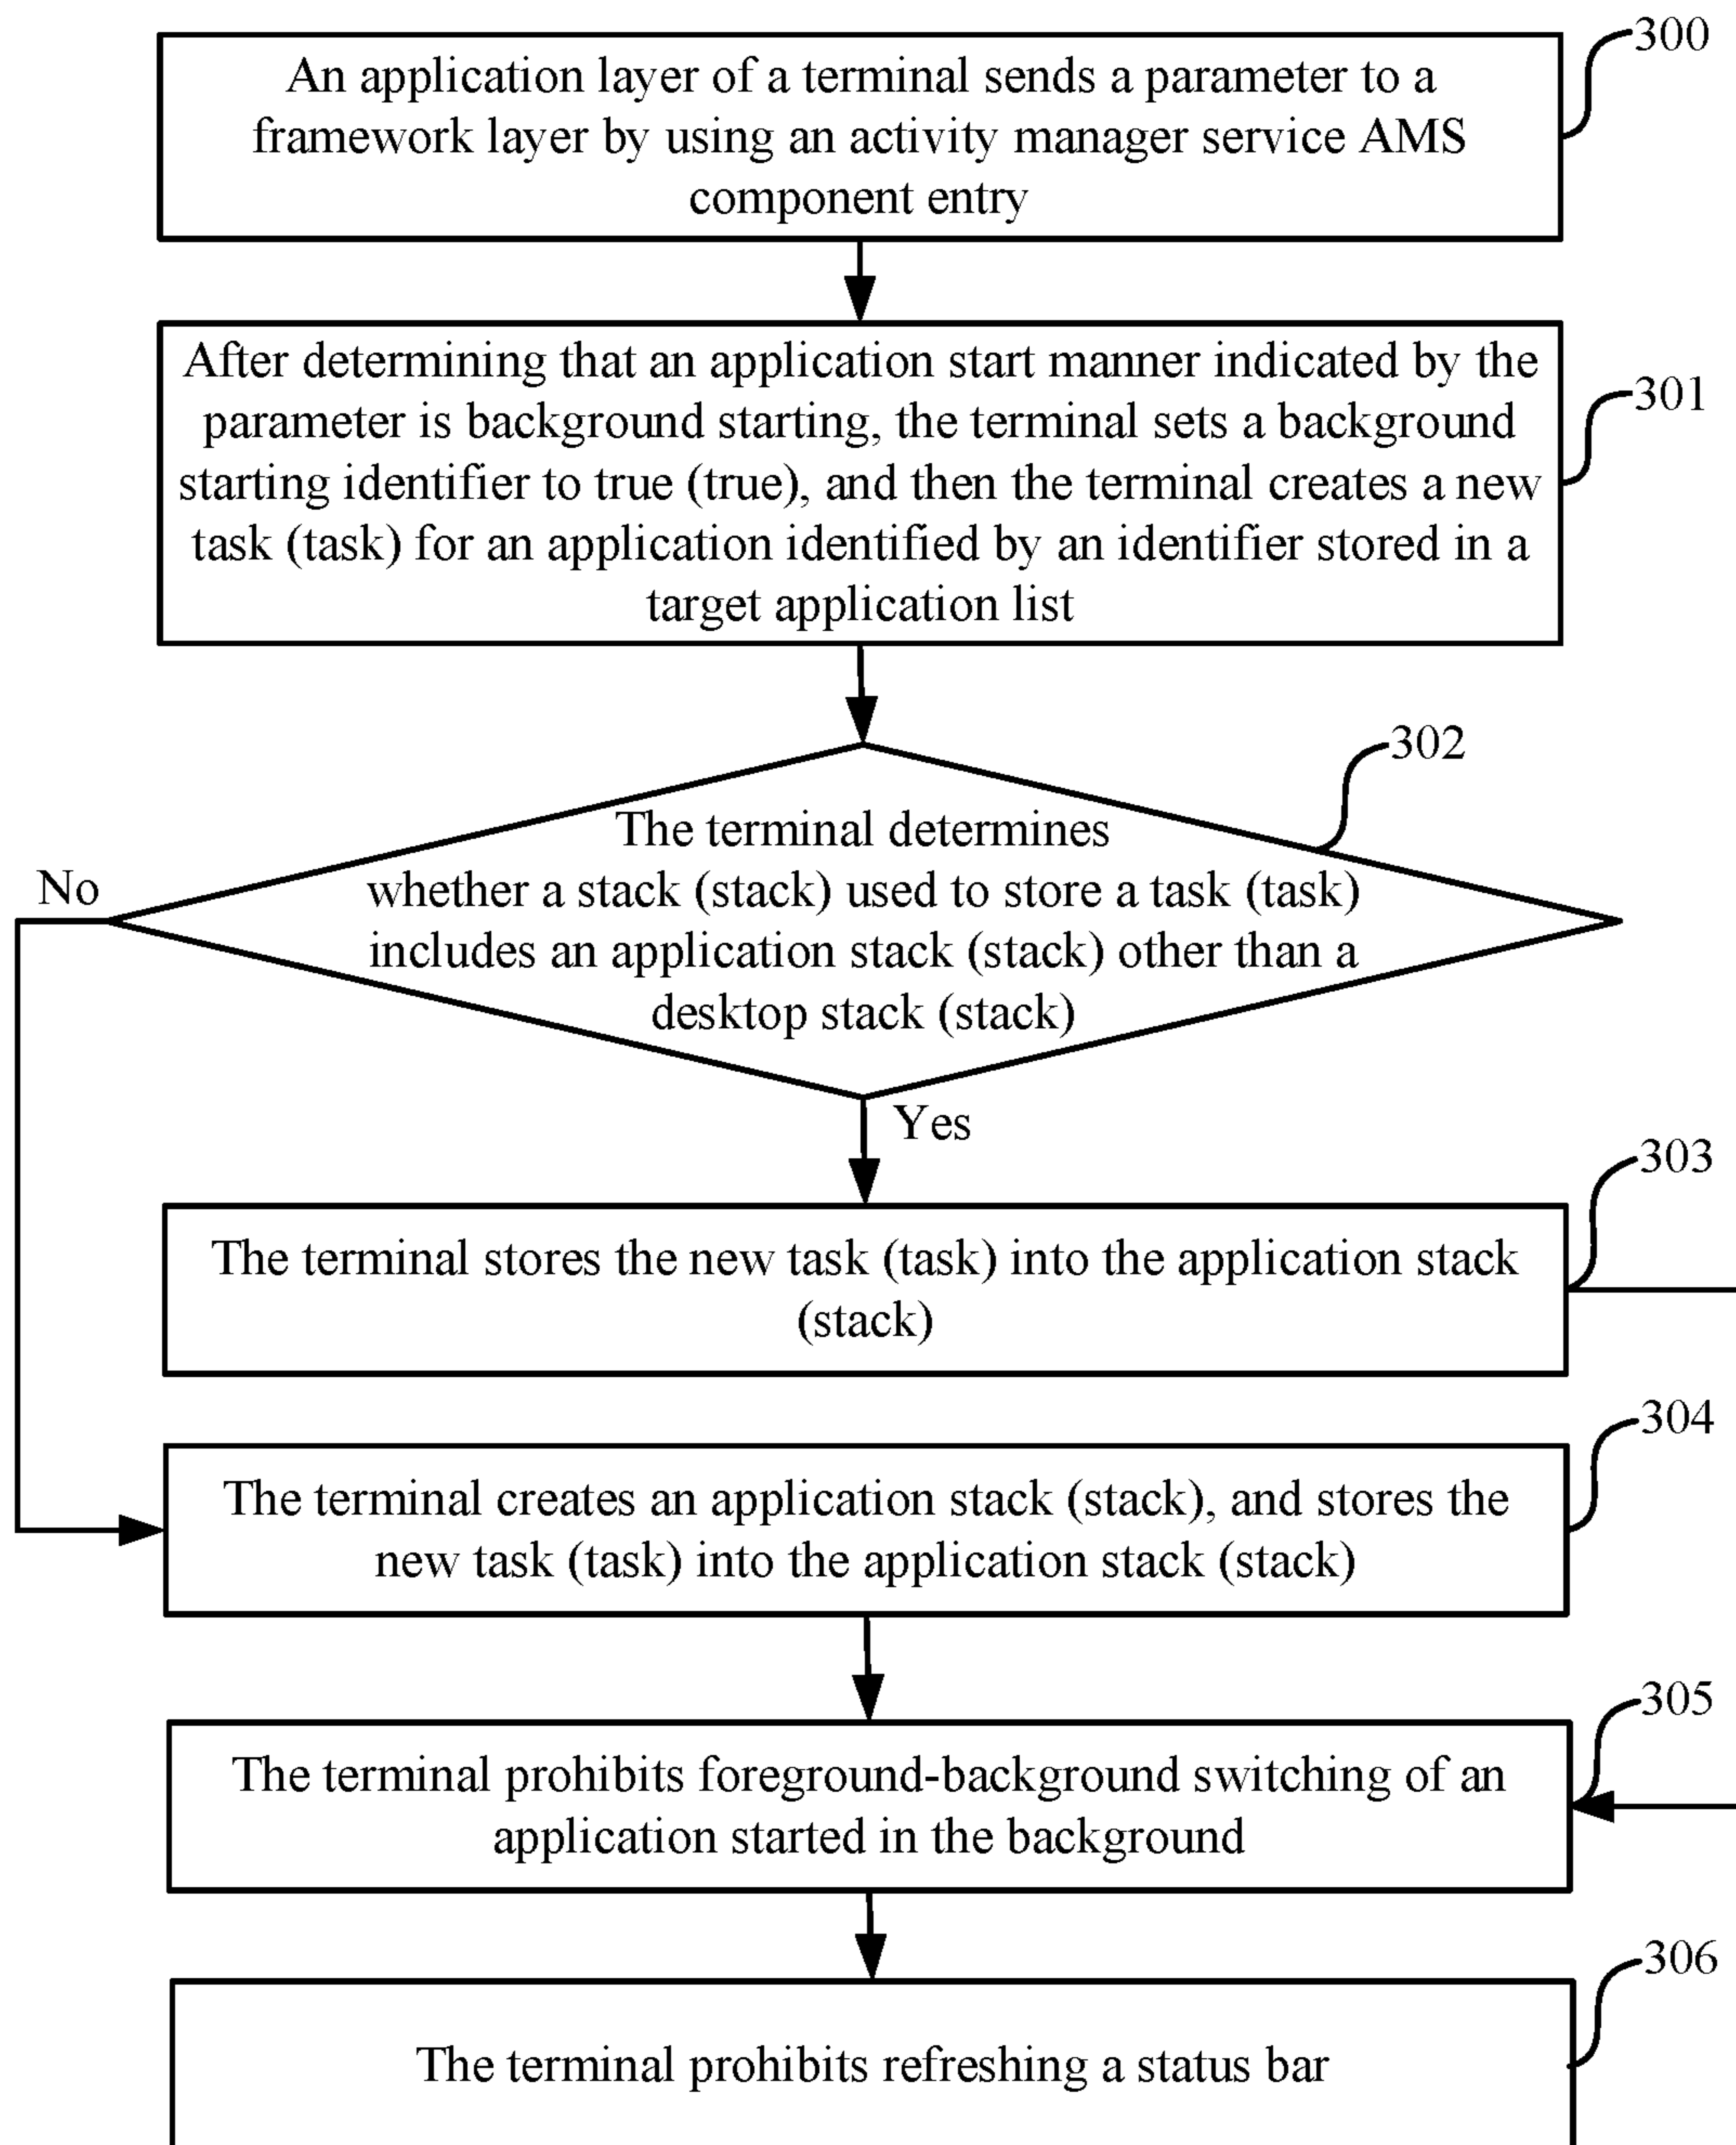 300
An application layer of a terminal sends a parameter to a
framework layer by using an activity manager service AMS
component entry
301
After determining that an application start manner indicated by the
parameter is background starting, the terminal sets a background
starting identifier to true (true), and then the terminal creates a new
task (task) for an application identified by an identifier stored in a
target application list
302
The terminal determines
whether a stack (stack) used to store a task (task)
includes an application stack (stack) other than a
desktop stack (stack)
No
Yes
303
The terminal stores the new task (task) into the application stack
(stack)
304
The terminal creates an application stack (stack), and stores the
new task (task) into the application stack (stack)
305
The terminal prohibits foreground-background switching of an
application started in the background
306
The terminal prohibits refreshing a status bar